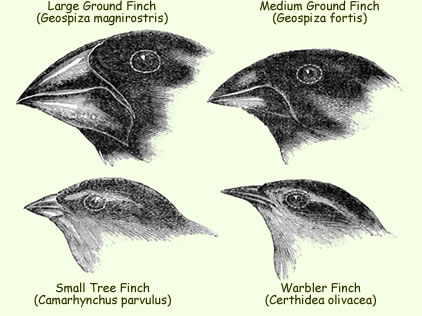 Large Ground Finch
(Geospiza magnirostris)
Medium Ground Finch
(Geospiza fortis)
Small Tree Finch
(Camarhynchus parvulus)
Warbler Finch
(Certhidea olivacea)